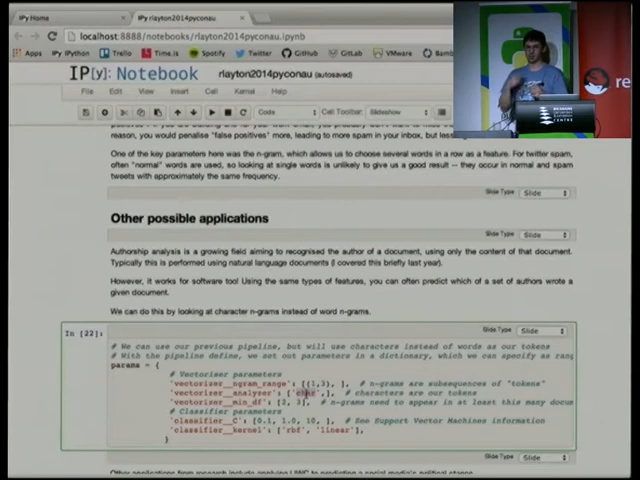 IPy: Home
IPy rlayton2014pyconau
localhost:8888/notebooks/rlayton2014pyconau.ipynb
Apps IPy IPython Trello Time.is Spotify Twitter GitHub GitLab VMware Bamb
IP[y]: Notebook rlayton2014pyconau (autosaved)
File Edit View Insert Cell Kernel Help
Code Cell Toolbar: Slideshow
red
reason, you would penalise "false positives" more, leading to more spam in your inbox, but
One of the key parameters here was the n-gram, which allows us to choose several words in a row as a feature. For twitter spam,
often "normal" words are used, so looking at single words is unlikely to give us a good result -- they occur in normal and spam
tweets with approximately the same frequency.
Slide Type Slide
Other possible applications
Slide Type Slide
Authorship analysis is a growing field aiming to recognised the author of a document, using only the content of that document.
Typically this is performed using natural language documents (I covered this briefly last year).
However, it works for software too! Using the same types of features, you can often predict which of a set of authors wrote a
given document.
We can do this by looking at character n-grams instead of word n-grams.
In [22]:
Slide Type Slide
# We can use our previous pipeline, but will use characters instead of words as our tokens
# With the pipeline define, we set out parameters in a dictionary, which we can specify as rang
params = {
# Vectoriser parameters
'vectorizer__ngram_range': [(1,3), ], # n-grams are subsequences of "tokens"
'vectorizer__analyser': ['char',], # characters are our tokens
'vectorizer__min_df': [2, 3], # n-grams need to appear in at least this many docum
# Classifier parameters
'classifier__C': [0.1, 1.0, 10, ], # See Support Vector Machines information
'classifier__kernel': ['rbf', 'linear'],
}
Slide Type Slide